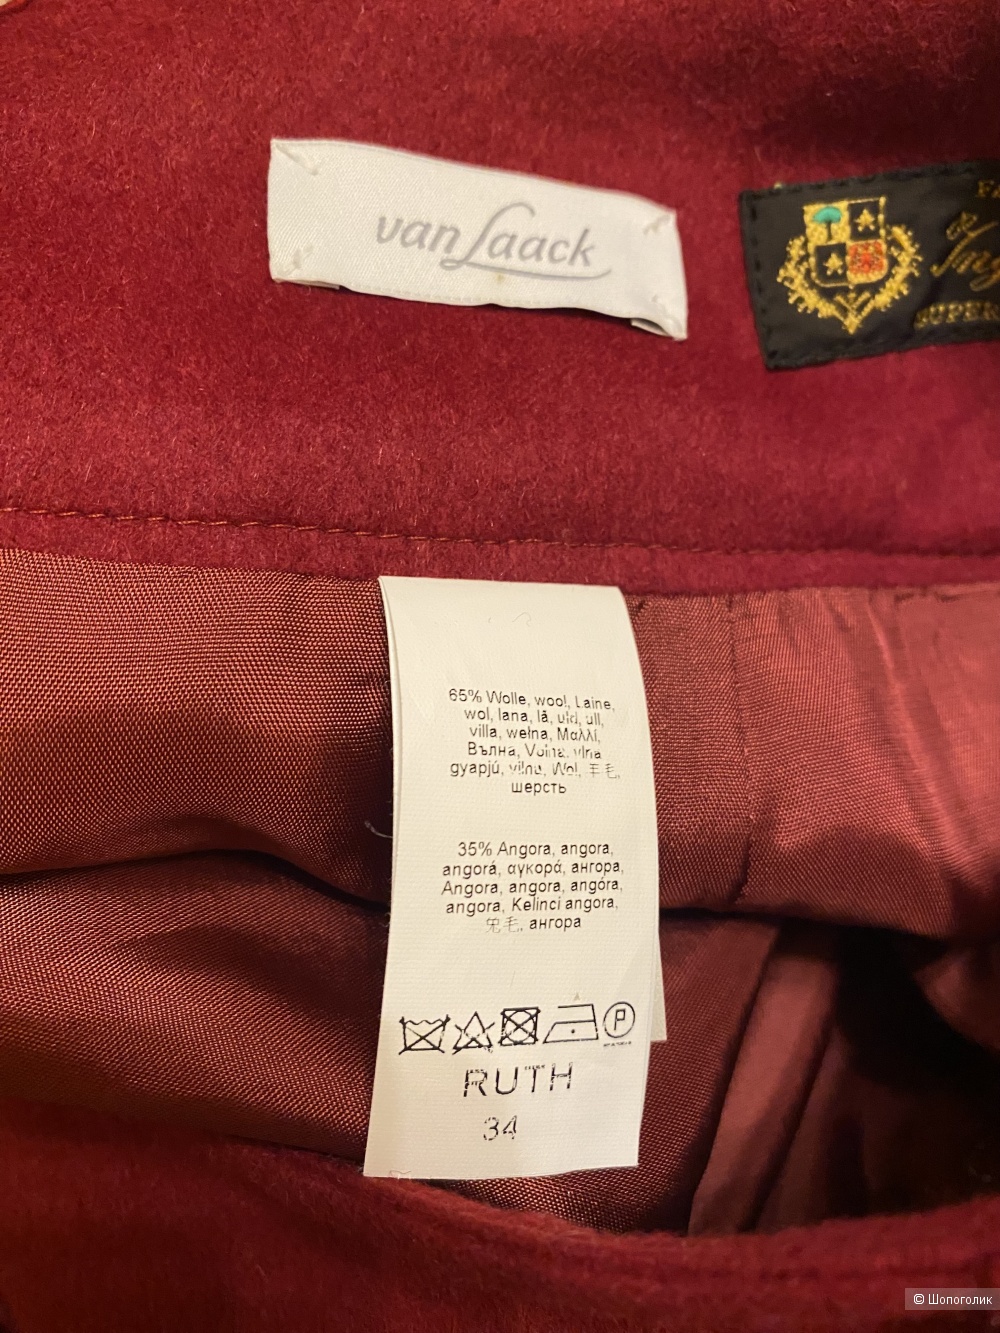 van Laack
65% Wolle, wool, Laine,
wol, lana, lã, uld, ull,
villa, wełna, Μαλλί,
Вълна, Volna, vlna
gyapjú, vilna, Wol, 羊毛,
шерсть
35% Angora, angora,
angorá, αγκορά, ангора,
Angora, angora, angóra,
angora, Kelinci angora,
兔毛, ангора
P
RUTH
34
© Шопоголик